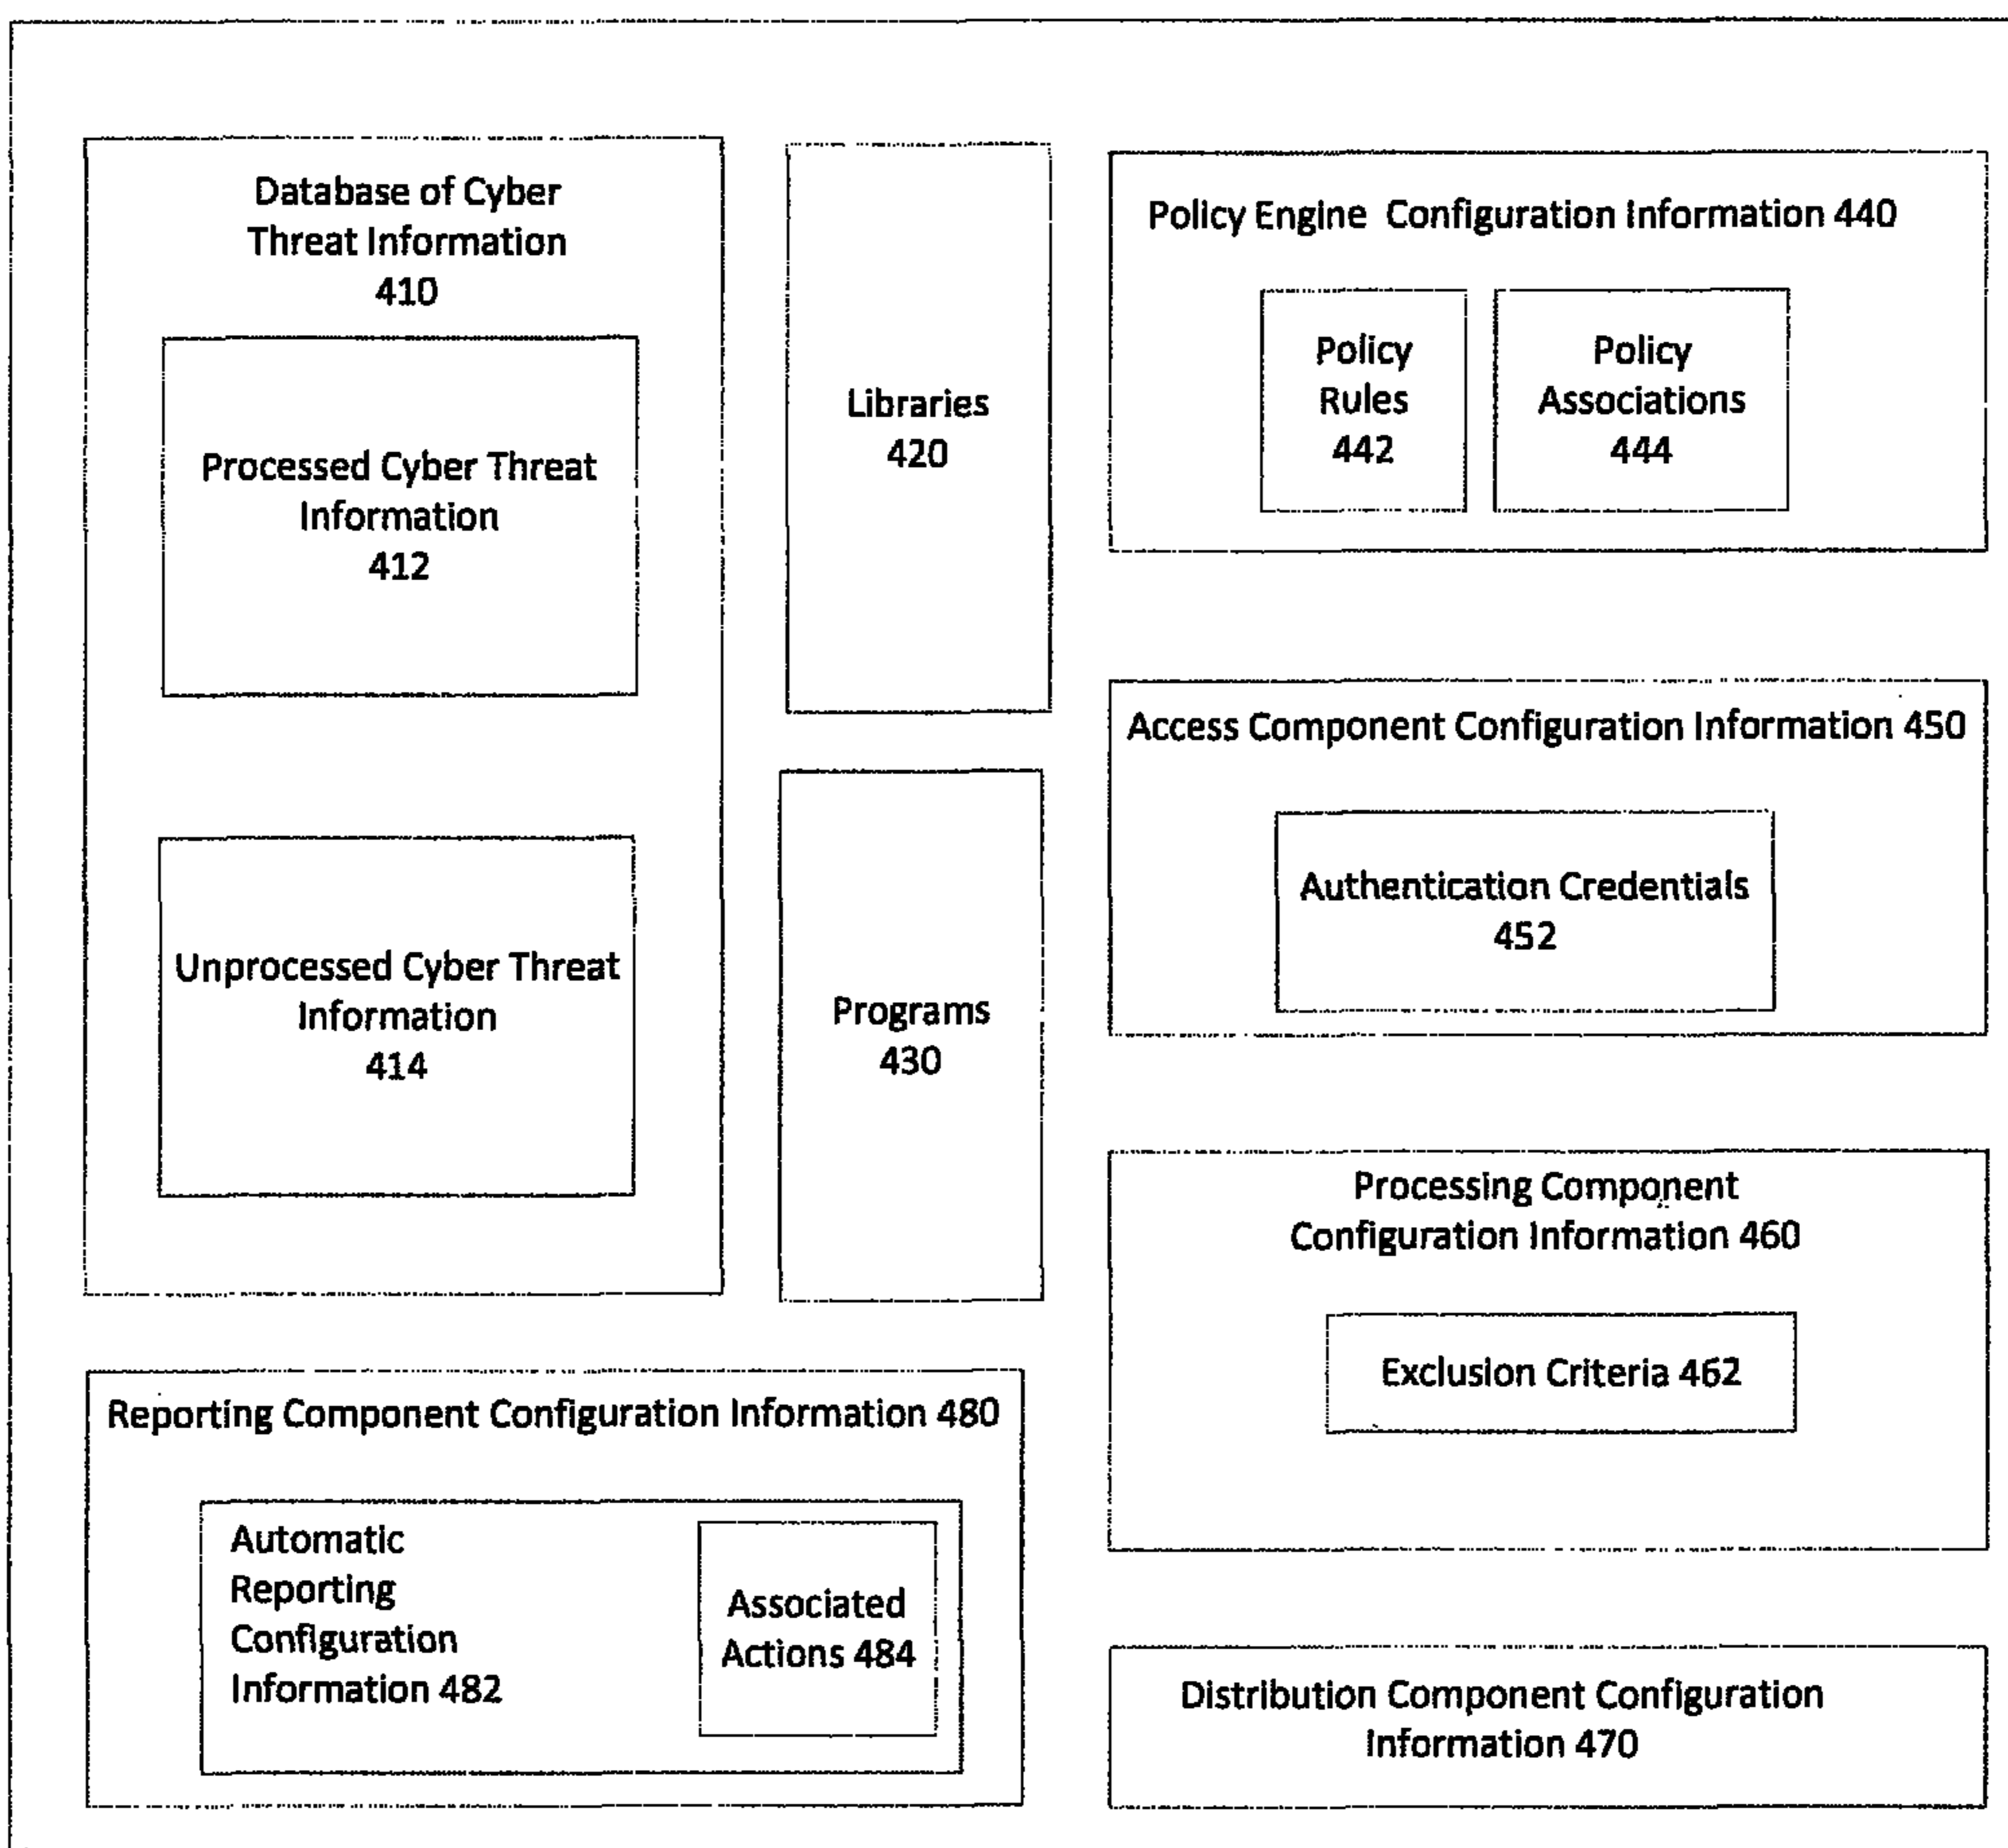 Database of Cyber
Threat Information
410
Processed Cyber Threat
Information
412
Unprocessed Cyber Threat
Information
414
Libraries
420
Programs
430
Policy Engine Configuration Information 440
Policy
Rules
442
Policy
Associations
444
Access Component Configuration Information 450
Authentication Credentials
452
Processing Component
Configuration Information 460
Exclusion Criteria 462
Reporting Component Configuration Information 480
Automatic
Reporting
Configuration
Information 482
Associated
Actions 484
Distribution Component Configuration
Information 470